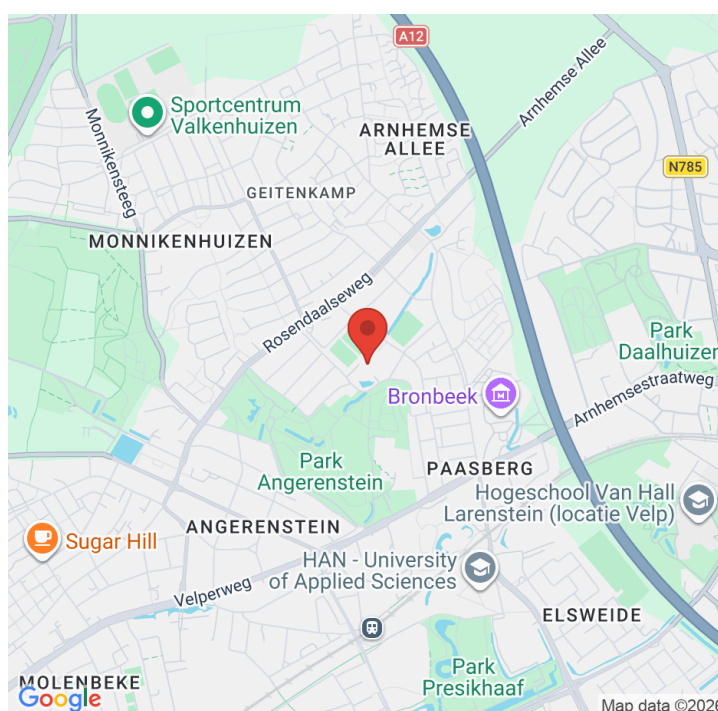 A12
Sportcentrum
Valkenhuizen
Monnikensteeg
ARNHEMSE
ALLEE
Arnhemse Allee
N785
GEITENKAMP
MONNIKENHUIZEN
Rosendaalseweg
Park
Daalhuizen
Bronbeek
Arnhemsestraatweg
Park
Angerenstein
PAASBERG
Hogeschool Van Hall
Larenstein (locatie Velp)
ANGERENSTEIN
Sugar Hill
HAN - University
of Applied Sciences
Velperweg
ELSWEIDE
Park
Presikhaaf
MOLENBEKE
Google
Map data ©2026